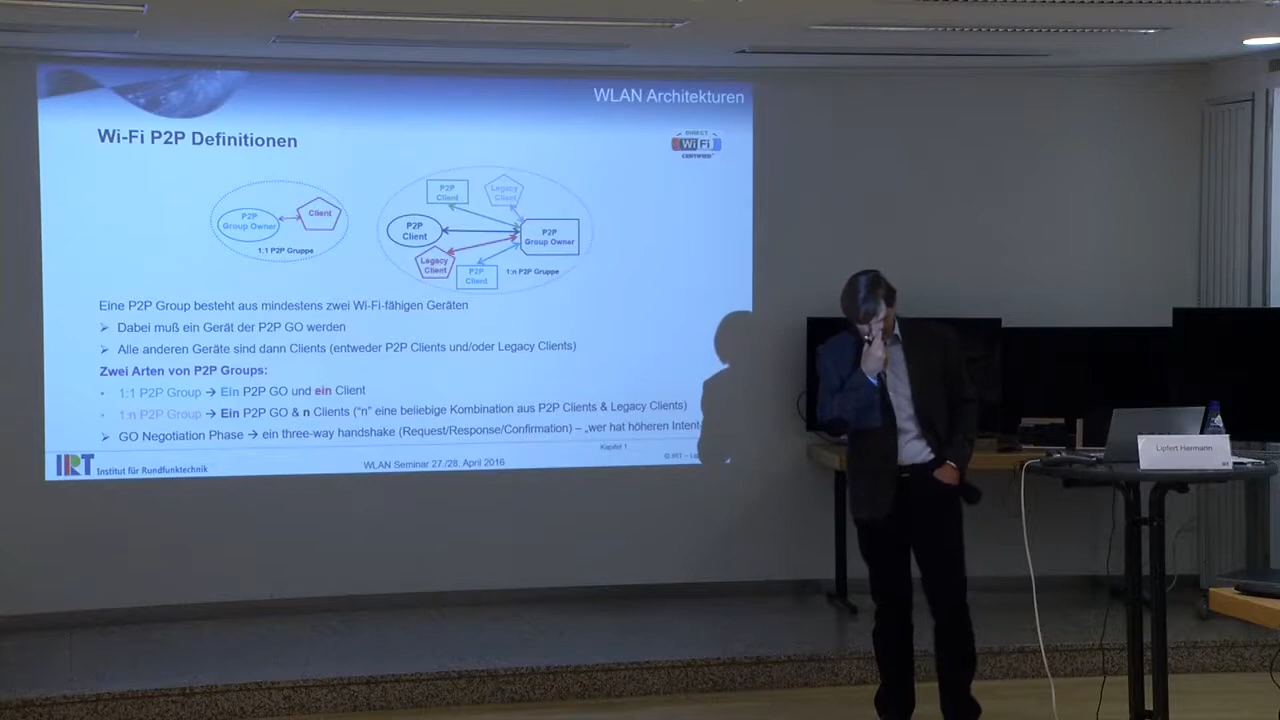 WLAN Architekturen
Wi-Fi P2P Definitionen
DIRECT
Wi Fi
CERTIFIED
P2P
Group Owner
Client
1:1 P2P Gruppe
P2P
Client
Legacy
Client
P2P
Client
P2P
Group Owner
Legacy
Client
P2P
Client
1:n P2P Gruppe
Eine P2P Group besteht aus mindestens zwei Wi-Fi-fähigen Geräten
➢ Dabei muß ein Gerät der P2P GO werden
➢ Alle anderen Geräte sind dann Clients (entweder P2P Clients und/oder Legacy Clients)
Zwei Arten von P2P Groups:
• 1:1 P2P Group → Ein P2P GO und ein Client
• 1:n P2P Group → Ein P2P GO & n Clients ("n" eine beliebige Kombination aus P2P Clients & Legacy Clients)
➢ GO Negotiation Phase → ein three-way handshake (Request/Response/Confirmation) – „wer hat höheren Intent
IRT Institut für Rundfunktechnik
WLAN Seminar 27./28. April 2016
Kapitel 1
© IRT –
Lipfert Hermann